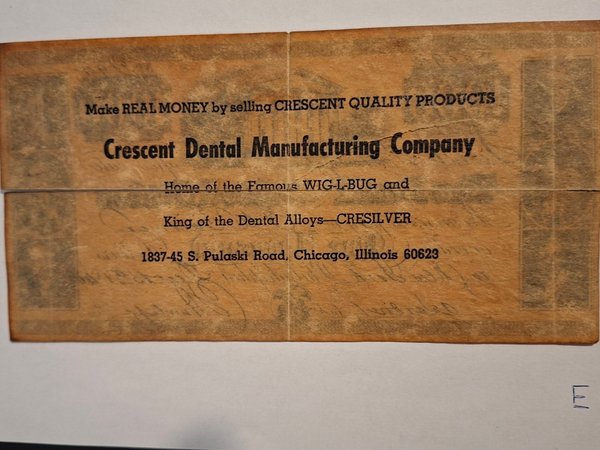 Make REAL MONEY by selling CRESCENT QUALITY PRODUCTS
Crescent Dental Manufacturing Company
Home of the Famous WIG-L-BUG and
King of the Dental Alloys—CRESILVER
1837-45 S. Pulaski Road, Chicago, Illinois 60623
E